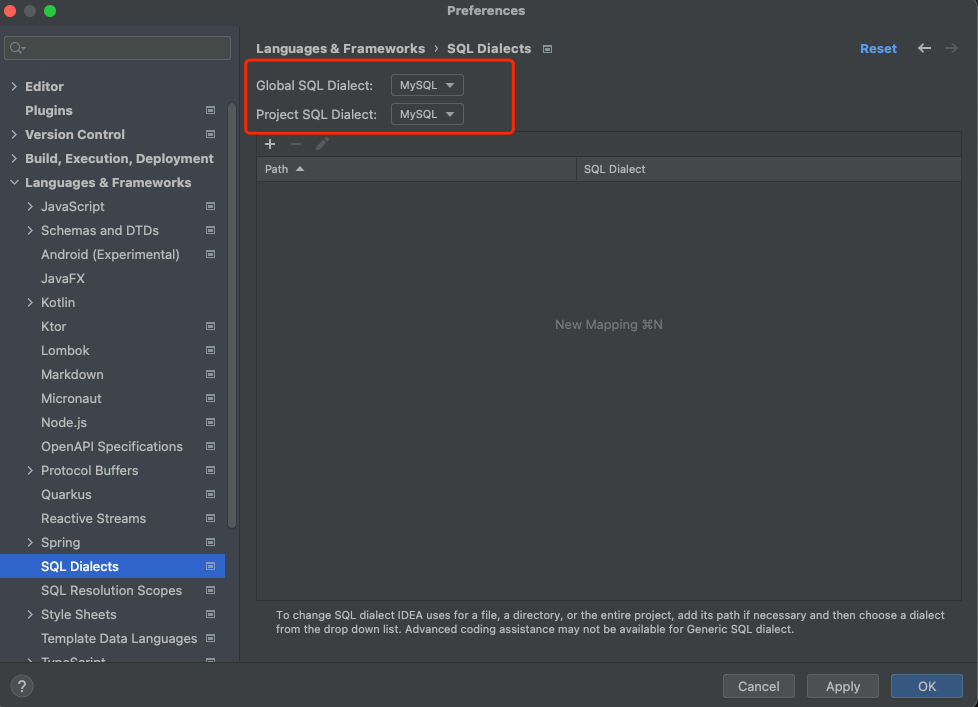 Preferences
Languages & Frameworks › SQL Dialects
Reset
Editor
Plugins
Version Control
Build, Execution, Deployment
Languages & Frameworks
JavaScript
Schemas and DTDs
Android (Experimental)
JavaFX
Kotlin
Ktor
Lombok
Markdown
Micronaut
Node.js
OpenAPI Specifications
Protocol Buffers
Quarkus
Reactive Streams
Spring
SQL Dialects
SQL Resolution Scopes
Style Sheets
Template Data Languages
TypeScript
Global SQL Dialect: MySQL
Project SQL Dialect: MySQL
Path SQL Dialect
New Mapping ⌘N
To change SQL dialect IDEA uses for a file, a directory, or the entire project, add its path if necessary and then choose a dialect
from the drop down list. Advanced coding assistance may not be available for Generic SQL dialect.
?
Cancel Apply OK